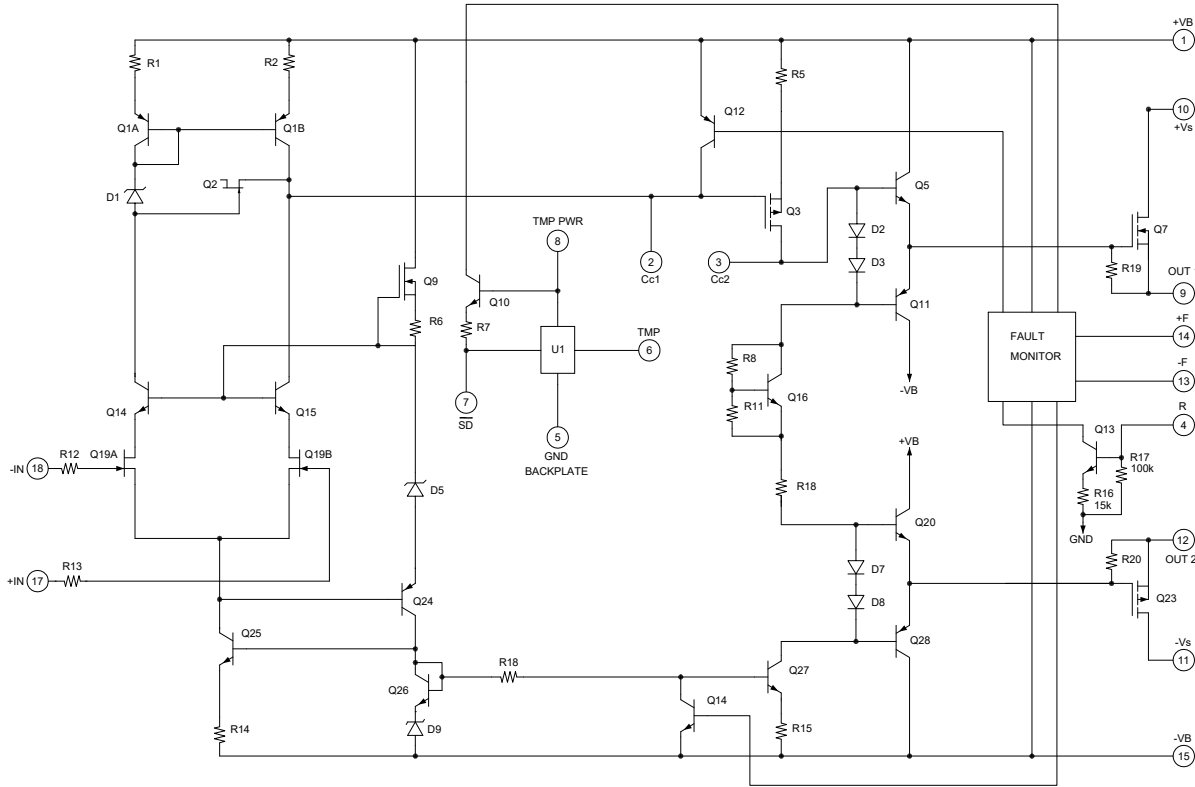 +VB
1
R1
R2
R5
Q12
10
+Vs
Q1A
Q1B
Q2
D1
Q5
Q3
D2
Q7
TMP PWR
8
D3
R19
2
Cc1
3
Cc2
OUT 1
9
Q9
Q10
Q11
R6
R7
U1
TMP
6
FAULT
MONITOR
+F
14
R8
-F
13
-VB
Q14
Q15
7
SD
R11
Q16
5
GND
BACKPLATE
R
4
Q13
+VB
R17
100k
-IN
18
R12
Q19A
Q19B
D5
R18
R16
15k
Q20
GND
12
OUT 2
R20
+IN
17
R13
D7
D8
Q24
Q23
Q25
Q28
-Vs
11
R18
Q27
Q26
Q14
R14
D9
R15
-VB
15